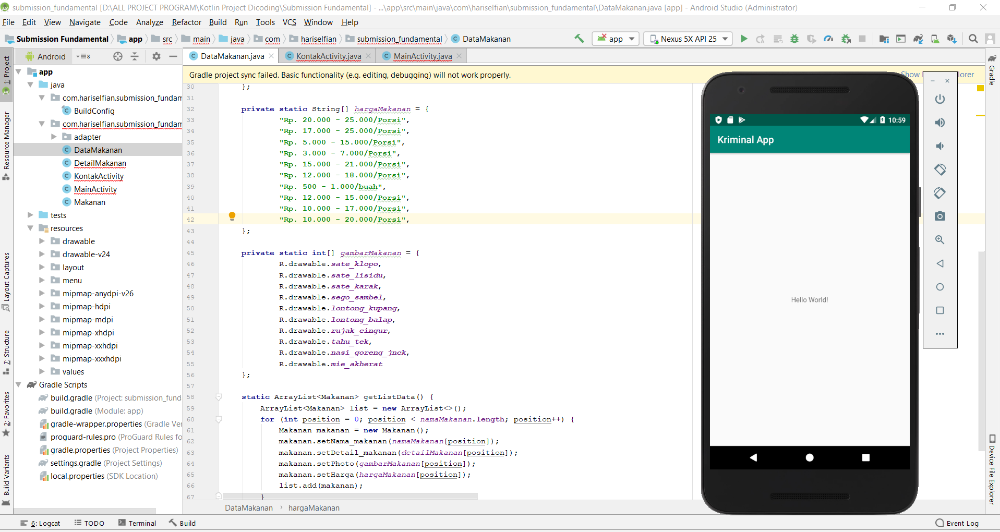 submission_fundamental [D:\ALL PROJECT PROGRAM\Kotlin Project Dicoding\Submission Fundamental] - ...\app\src\main\java\com\hariselfian\submission_fundamental\DataMakanan.java [app] - Android Studio (Administrator)
File Edit View Navigate Code Analyze Refactor Build Run Tools VCS Window Help
Submission Fundamental app src main java com hariselfian submission_fundamental DataMakanan app Nexus 5X API 25
Android DataMakanan.java KontakActivity.java MainActivity.java
Gradle project sync failed. Basic functionality (e.g. editing, debugging) will not work properly. Show lorer
1: Project
Resource Manager
Layout Captures
7: Structure
2: Favorites
Build Variants
app
java
com.hariselfian.submission_fundam
BuildConfig
com.hariselfian.submission_fundam
adapter
DataMakanan
DetailMakanan
KontakActivity
MainActivity
Makanan
tests
resources
drawable
drawable-v24
layout
menu
mipmap-anydpi-v26
mipmap-hdpi
mipmap-mdpi
mipmap-xhdpi
mipmap-xxhdpi
mipmap-xxxhdpi
values
Gradle Scripts
build.gradle (Project: submission_fund
build.gradle (Module: app)
gradle-wrapper.properties (Gradle Ver
proguard-rules.pro (ProGuard Rules fo
gradle.properties (Project Properties)
settings.gradle (Project Settings)
local.properties (SDK Location)
30 };
31
32 private static String[] hargaMakanan = {
33 "Rp. 20.000 - 25.000/Porsi",
34 "Rp. 17.000 - 25.000/Porsi",
35 "Rp. 5.000 - 15.000/Porsi",
36 "Rp. 3.000 - 7.000/Porsi",
37 "Rp. 15.000 - 21.000/Porsi",
38 "Rp. 12.000 - 18.000/Porsi",
39 "Rp. 500 - 1.000/buah",
40 "Rp. 12.000 - 15.000/Porsi",
41 "Rp. 10.000 - 17.000/Porsi",
42 "Rp. 10.000 - 20.000/Porsi",
43 };
44
45 private static int[] gambarMakanan = {
46 R.drawable.sate_klopo,
47 R.drawable.sate_lisidu,
48 R.drawable.sate_karak,
49 R.drawable.sego_sambel,
50 R.drawable.lontong_kupang,
51 R.drawable.lontong_balap,
52 R.drawable.rujak_cingur,
53 R.drawable.tahu_tek,
54 R.drawable.nasi_goreng_jnck,
55 R.drawable.mie_akherat
56 };
57
58 static ArrayList<Makanan> getListData() {
59 ArrayList<Makanan> list = new ArrayList<>();
60 for (int position = 0; position < namaMakanan.length; position++) {
61 Makanan makanan = new Makanan();
62 makanan.setNama_makanan(namaMakanan[position]);
63 makanan.setDetail_makanan(detailMakanan[position]);
64 makanan.setPhoto(gambarMakanan[position]);
65 makanan.setHarga(hargaMakanan[position]);
66 list.add(makanan);
67 }
DataMakanan hargaMakanan
10:59
Kriminal App
Hello World!
Gradle
Device File Explorer
6: Logcat TODO Terminal Build Event Log